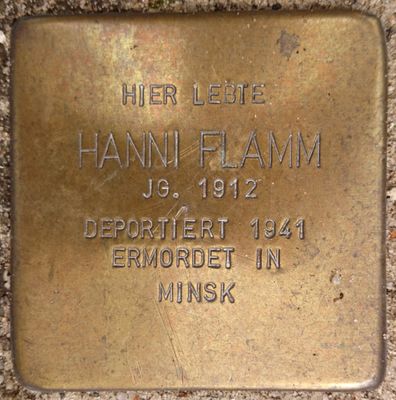 HIER LEBTE
HANNI FLAMM
JG. 1912
DEPORTIERT 1941
ERMORDET IN
MINSK